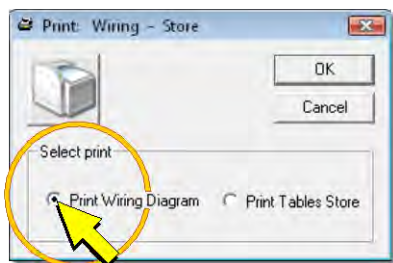 Print: Wiring - Store
OK
Cancel
Select print
Print Wiring Diagram
Print Tables Store